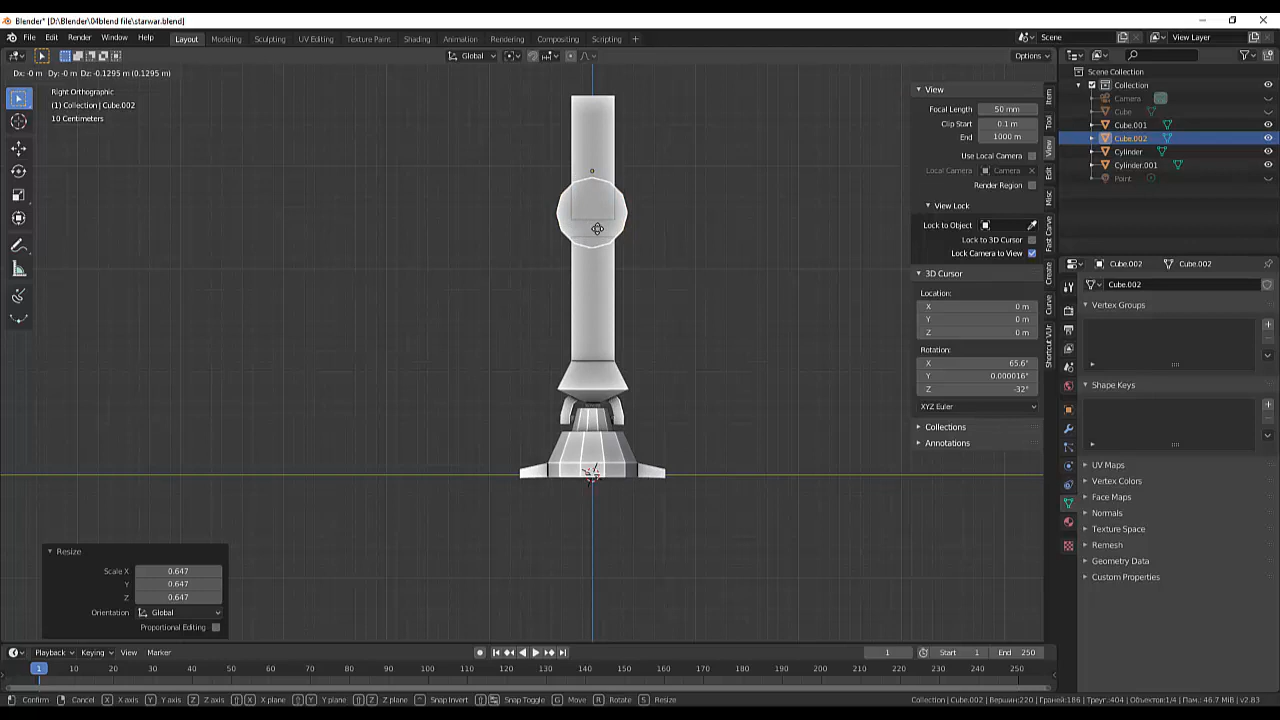 Blender* [D:\Blender\04blend file\starwar.blend]
File Edit Render Window Help Layout Modeling Sculpting UV Editing Texture Paint Shading Animation Rendering Compositing Scripting + Scene View Layer
Global Options
Dx: -0 m Dy: -0 m Dz: -0.1295 m (0.1295 m)
Right Orthographic
(1) Collection | Cube.002
10 Centimeters
View
Focal Length 50 mm
Clip Start 0.1 m
End 1000 m
Use Local Camera
Local Camera Camera
Render Region
View Lock
Lock to Object
Lock to 3D Cursor
Lock Camera to View
3D Cursor
Location:
X 0 m
Y 0 m
Z 0 m
Rotation:
X 65.6°
Y 0.000016°
Z -32°
XYZ Euler
Collections
Annotations
Item
Tool
View
Edit
Misc
Fast Carve
Create
Curve
Shortcut VUr
Scene Collection
Collection
Camera
Cube
Cube.001
Cube.002
Cylinder
Cylinder.001
Point
Cube.002 Cube.002
Cube.002
Vertex Groups
Shape Keys
UV Maps
Vertex Colors
Face Maps
Normals
Texture Space
Remesh
Geometry Data
Custom Properties
Resize
Scale X 0.647
Y 0.647
Z 0.647
Orientation Global
Proportional Editing
Playback Keying View Marker 1 Start 1 End 250
1 10 20 30 40 50 60 70 80 90 100 110 120 130 140 150 160 170 180 190 200 210 220 230 240 250
Confirm Cancel X X axis Y Y axis Z Z axis X X plane Y Y plane Z Z plane Snap Invert Snap Toggle G Move R Rotate S Resize Collection | Cube.002 | Вершин:220 | Граней:186 | Треуг.:404 | Объектов:1/4 | Пам.: 46.7 MiB | v2.83